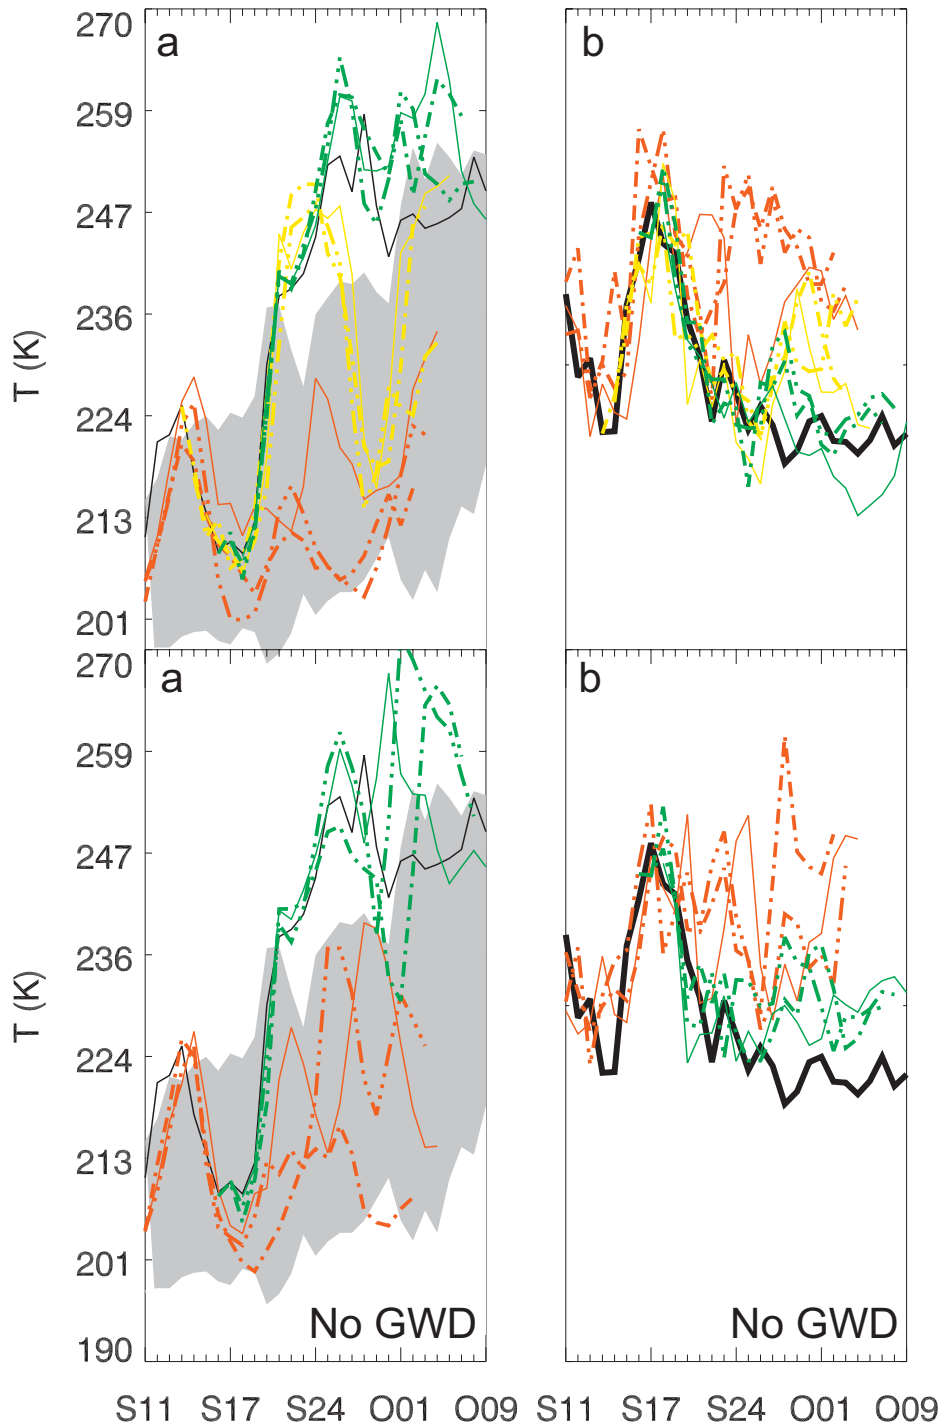 270
a
b
259
247
236
T (K)
224
213
201
270
a
b
259
247
236
T (K)
224
213
201
No GWD
No GWD
190
S11 S17 S24 O01 O09 S11 S17 S24 O01 O09